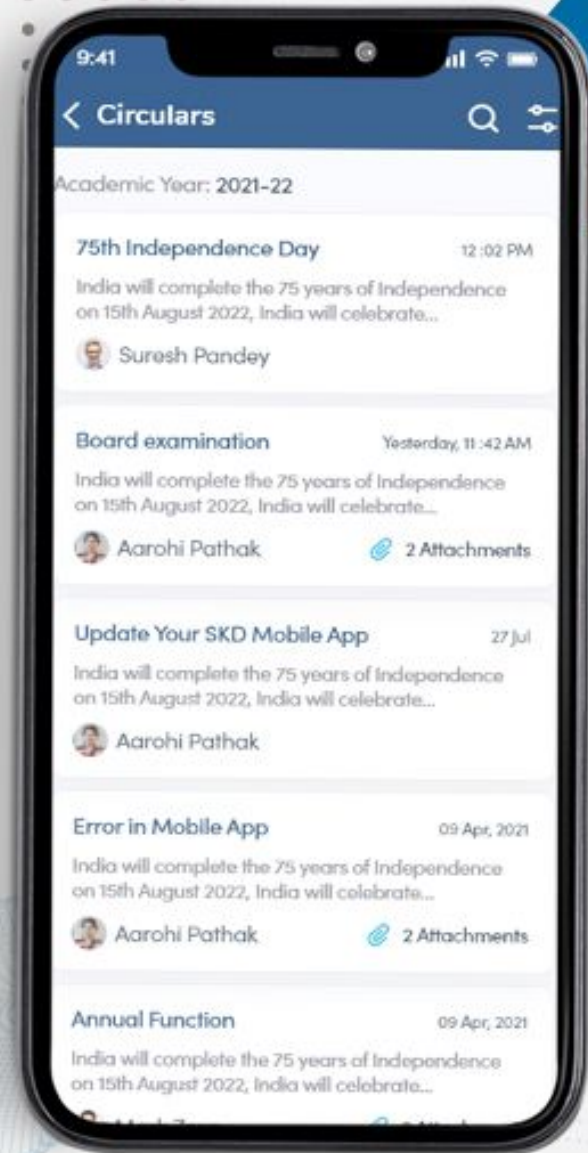 9:41
Circulars
Academic Year: 2021-22
75th Independence Day 12:02 PM
India will complete the 75 years of Independence
on 15th August 2022, India will celebrate...
Suresh Pandey
Board examination Yesterday, 11:42 AM
India will complete the 75 years of Independence
on 15th August 2022, India will celebrate...
Aarohi Pathak 2 Attachments
Update Your SKD Mobile App 27 Jul
India will complete the 75 years of Independence
on 15th August 2022, India will celebrate...
Aarohi Pathak
Error in Mobile App 09 Apr, 2021
India will complete the 75 years of Independence
on 15th August 2022, India will celebrate...
Aarohi Pathak 2 Attachments
Annual Function 09 Apr, 2021
India will complete the 75 years of Independence
on 15th August 2022, India will celebrate...